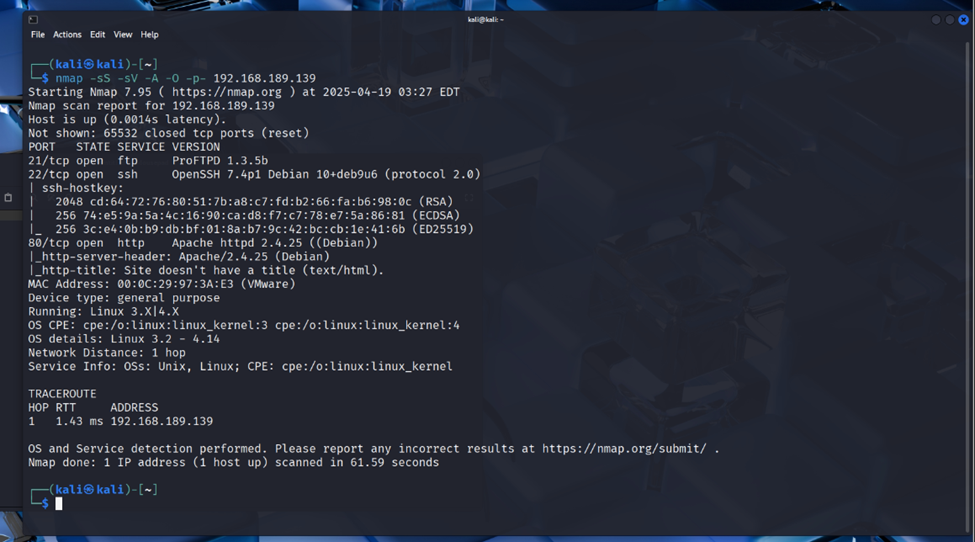 kali@kali: ~
File Actions Edit View Help
┌──(kali㉿kali)-[~]
└─$ nmap -sS -sV -A -O -p- 192.168.189.139
Starting Nmap 7.95 ( https://nmap.org ) at 2025-04-19 03:27 EDT
Nmap scan report for 192.168.189.139
Host is up (0.0014s latency).
Not shown: 65532 closed tcp ports (reset)
PORT   STATE SERVICE VERSION
21/tcp open  ftp     ProFTPD 1.3.5b
22/tcp open  ssh     OpenSSH 7.4p1 Debian 10+deb9u6 (protocol 2.0)
| ssh-hostkey:
|   2048 cd:64:72:76:80:51:7b:a8:c7:fd:b2:66:fa:b6:98:0c (RSA)
|   256 74:e5:9a:5a:4c:16:90:ca:d8:f7:c7:78:e7:5a:86:81 (ECDSA)
|_  256 3c:e4:0b:b9:db:bf:01:8a:b7:9c:42:bc:cb:1e:41:6b (ED25519)
80/tcp open  http    Apache httpd 2.4.25 ((Debian))
|_http-server-header: Apache/2.4.25 (Debian)
|_http-title: Site doesn't have a title (text/html).
MAC Address: 00:0C:29:97:3A:E3 (VMware)
Device type: general purpose
Running: Linux 3.X|4.X
OS CPE: cpe:/o:linux:linux_kernel:3 cpe:/o:linux:linux_kernel:4
OS details: Linux 3.2 - 4.14
Network Distance: 1 hop
Service Info: OSs: Unix, Linux; CPE: cpe:/o:linux:linux_kernel
TRACEROUTE
HOP RTT     ADDRESS
1   1.43 ms 192.168.189.139
OS and Service detection performed. Please report any incorrect results at https://nmap.org/submit/ .
Nmap done: 1 IP address (1 host up) scanned in 61.59 seconds
┌──(kali㉿kali)-[~]
└─$